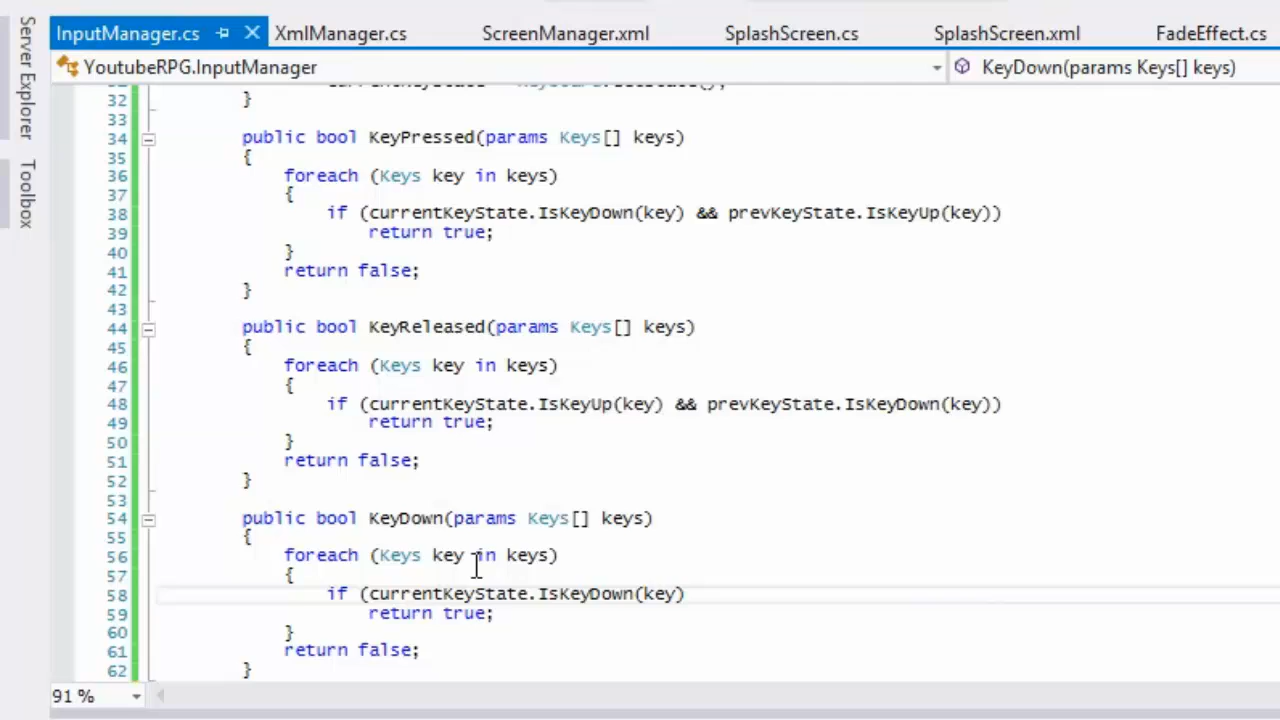 InputManager.cs XmlManager.cs ScreenManager.xml SplashScreen.cs SplashScreen.xml FadeEffect.cs
Server Explorer
Toolbox
YoutubeRPG.InputManager KeyDown(params Keys[] keys)
32 }
33
34 public bool KeyPressed(params Keys[] keys)
35 {
36 foreach (Keys key in keys)
37 {
38 if (currentKeyState.IsKeyDown(key) && prevKeyState.IsKeyUp(key))
39 return true;
40 }
41 return false;
42 }
43
44 public bool KeyReleased(params Keys[] keys)
45 {
46 foreach (Keys key in keys)
47 {
48 if (currentKeyState.IsKeyUp(key) && prevKeyState.IsKeyDown(key))
49 return true;
50 }
51 return false;
52 }
53
54 public bool KeyDown(params Keys[] keys)
55 {
56 foreach (Keys key in keys)
57 {
58 if (currentKeyState.IsKeyDown(key)
59 return true;
60 }
61 return false;
62 }
91 %